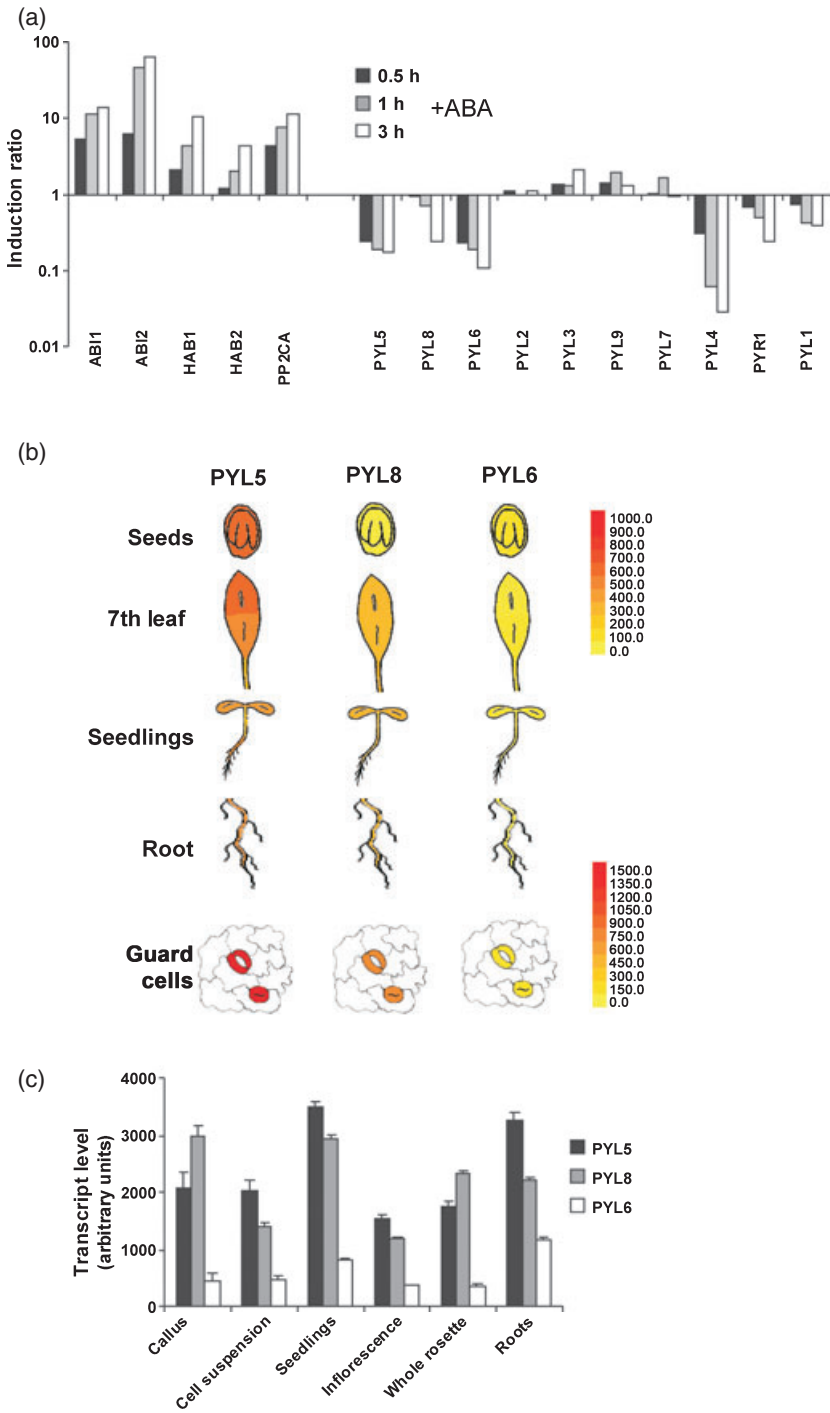 (a)
100
10
1
0.1
0.01
Induction ratio
0.5 h
1 h
3 h
+ABA
ABI1
ABI2
HAB1
HAB2
PP2CA
PYL5
PYL8
PYL6
PYL2
PYL3
PYL9
PYL7
PYL4
PYR1
PYL1
(b)
PYL5 PYL8 PYL6
Seeds
7th leaf
Seedlings
Root
Guard
cells
1000.0
900.0
800.0
700.0
600.0
500.0
400.0
300.0
200.0
100.0
0.0
1500.0
1350.0
1200.0
1050.0
900.0
750.0
600.0
450.0
300.0
150.0
0.0
(c)
4000
3000
2000
1000
0
Transcript level
(arbitrary units)
PYL5
PYL8
PYL6
Callus
Cell suspension
Seedlings
Inflorescence
Whole rosette
Roots